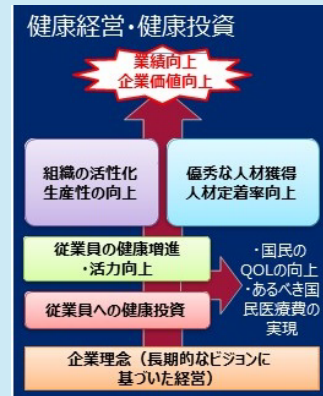 健康経営・健康投資
業績向上
企業価値向上
組織の活性化
生産性の向上
優秀な人材獲得
人材定着率向上
従業員の健康増進
・活力向上
従業員への健康投資
・国民の
QOLの向上
・あるべき国
民医療費の
実現
企業理念（長期的なビジョンに
基づいた経営）